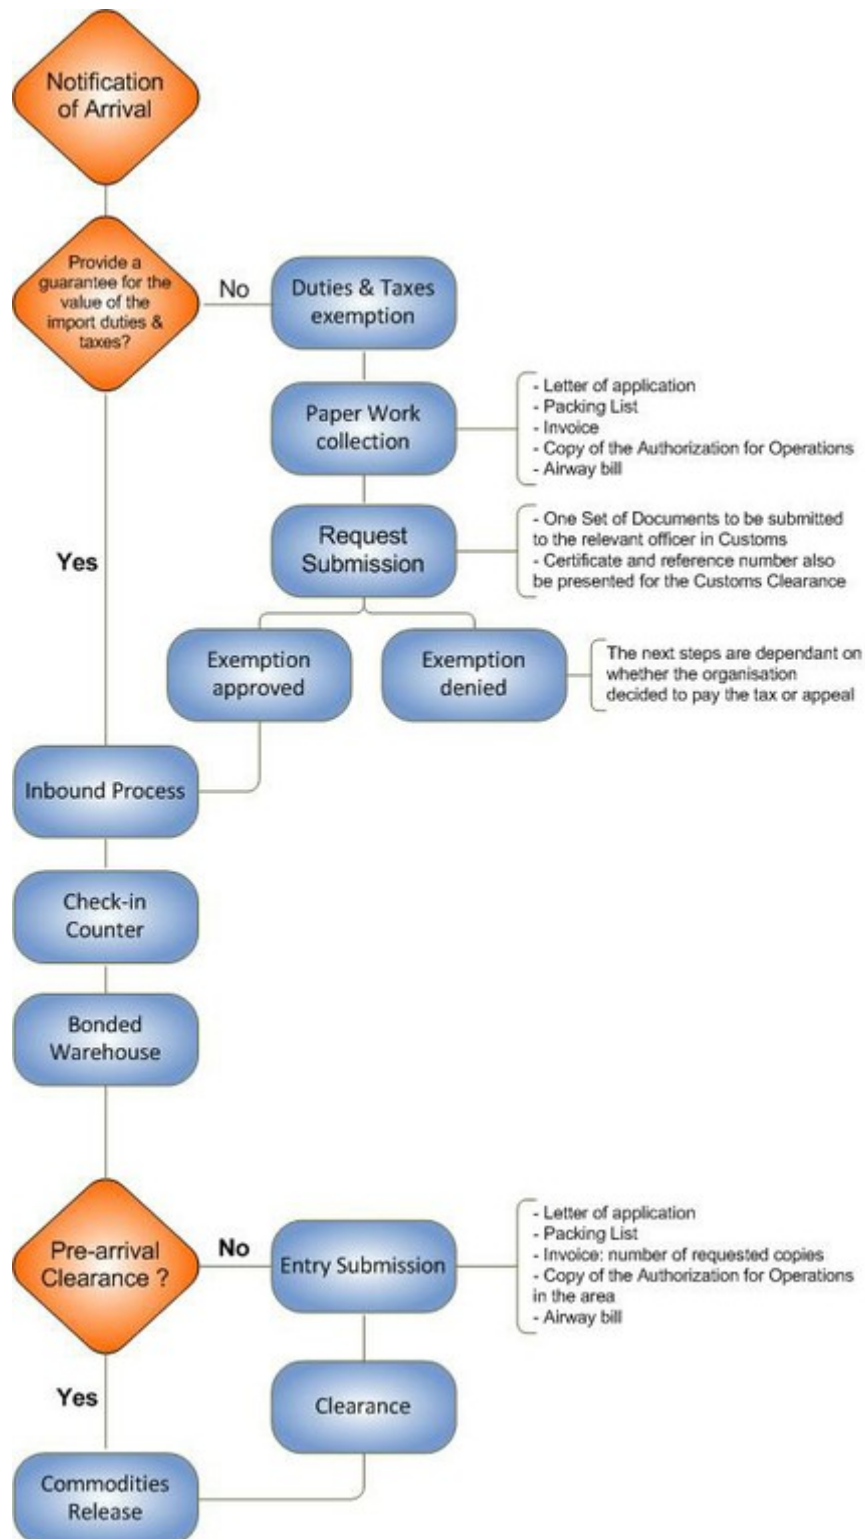 Notification
of Arrival
Provide a
guarantee for the
value of the
import duties &
taxes?
No
Duties & Taxes
exemption
Paper Work
collection
- Letter of application
- Packing List
- Invoice
- Copy of the Authorization for Operations
- Airway bill
Yes
Request
Submission
- One Set of Documents to be submitted
to the relevant officer in Customs
- Certificate and reference number also
be presented for the Customs Clearance
Exemption
approved
Exemption
denied
The next steps are dependant on
whether the organisation
decided to pay the tax or appeal
Inbound Process
Check-in
Counter
Bonded
Warehouse
Pre-arrival
Clearance ?
No
Entry Submission
- Letter of application
- Packing List
- Invoice: number of requested copies
- Copy of the Authorization for Operations
in the area
- Airway bill
Yes
Clearance
Commodities
Release